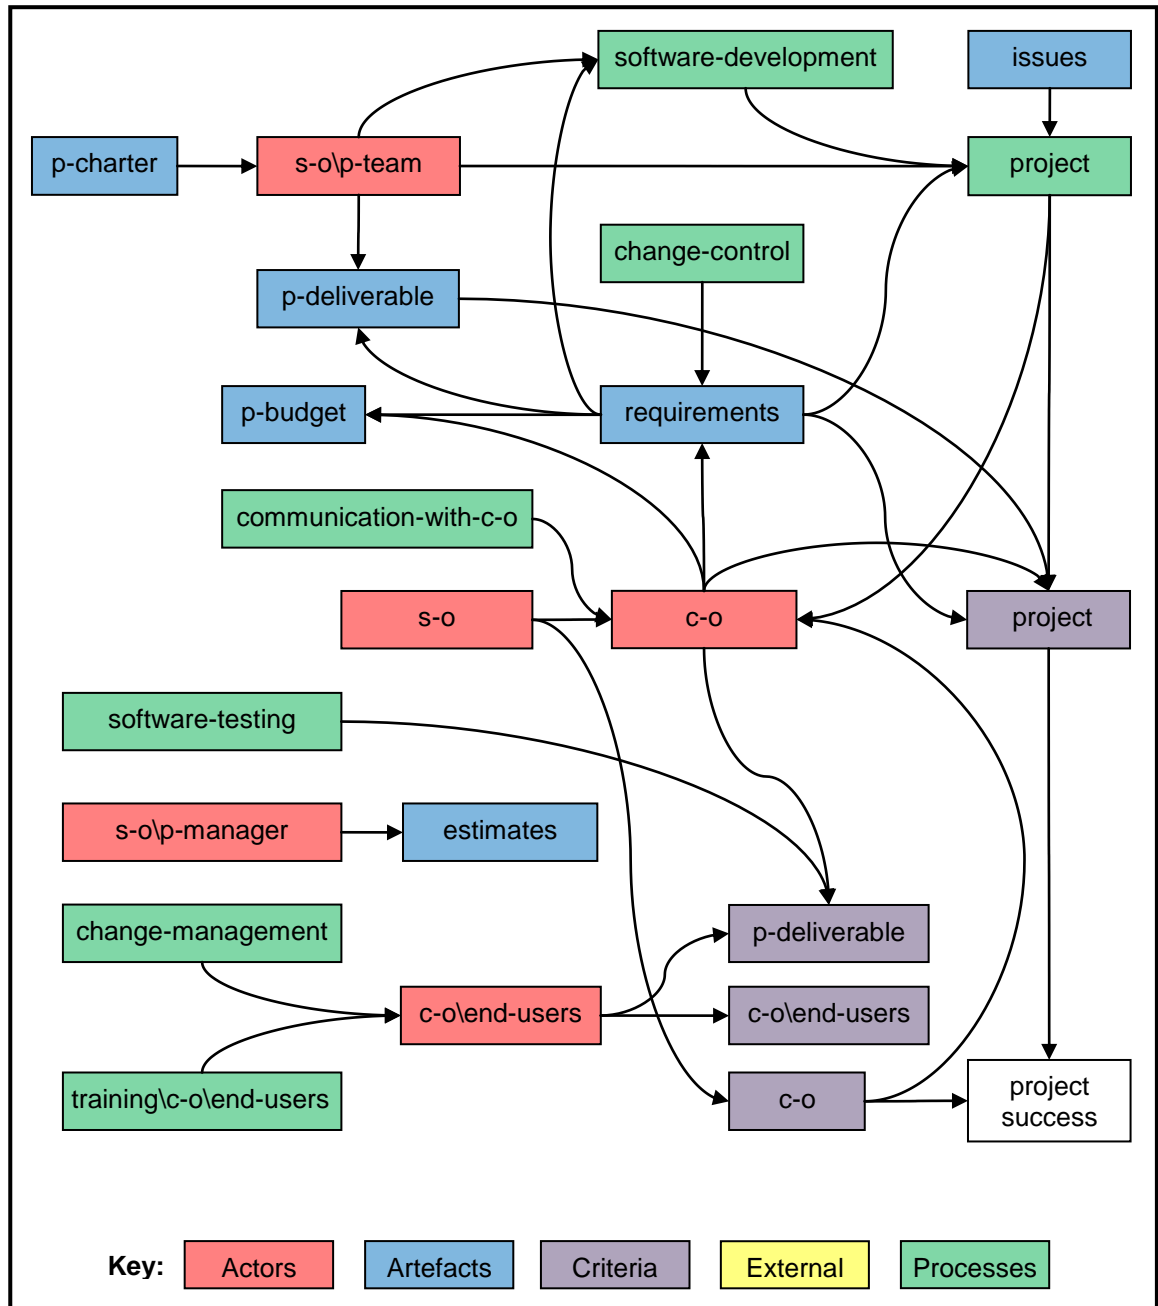 software-development
issues
p-charter
s-o\p-team
project
change-control
p-deliverable
p-budget
requirements
communication-with-c-o
s-o
c-o
project
software-testing
s-o\p-manager
estimates
change-management
p-deliverable
c-o\end-users
c-o\end-users
training\c-o\end-users
c-o
project
success
Key:
Actors
Artefacts
Criteria
External
Processes